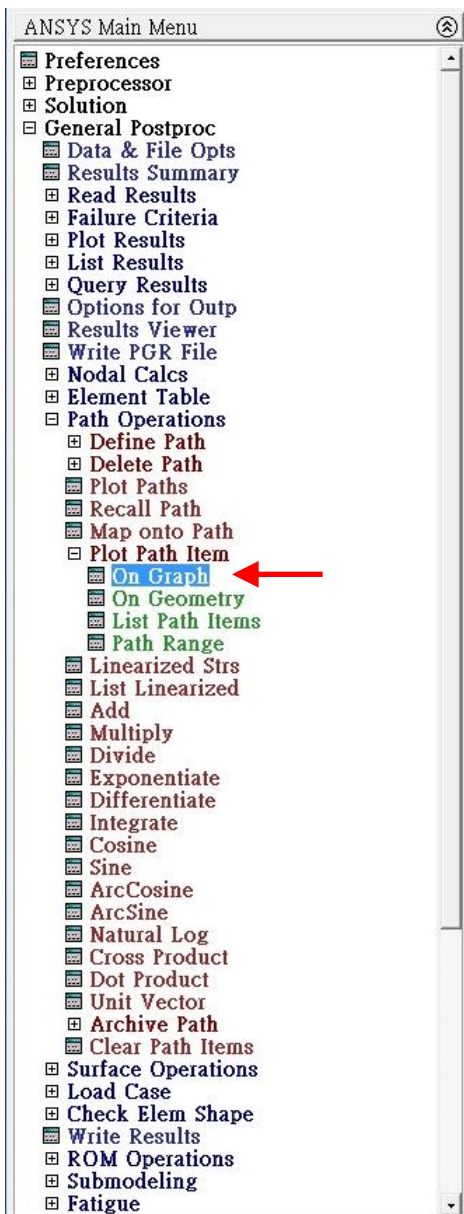 ANSYS Main Menu
Preferences
Preprocessor
Solution
General Postproc
Data & File Opts
Results Summary
Read Results
Failure Criteria
Plot Results
List Results
Query Results
Options for Outp
Results Viewer
Write PGR File
Nodal Calcs
Element Table
Path Operations
Define Path
Delete Path
Plot Paths
Recall Path
Map onto Path
Plot Path Item
On Graph
On Geometry
List Path Items
Path Range
Linearized Strs
List Linearized
Add
Multiply
Divide
Exponentiate
Differentiate
Integrate
Cosine
Sine
ArcCosine
ArcSine
Natural Log
Cross Product
Dot Product
Unit Vector
Archive Path
Clear Path Items
Surface Operations
Load Case
Check Elem Shape
Write Results
ROM Operations
Submodeling
Fatigue